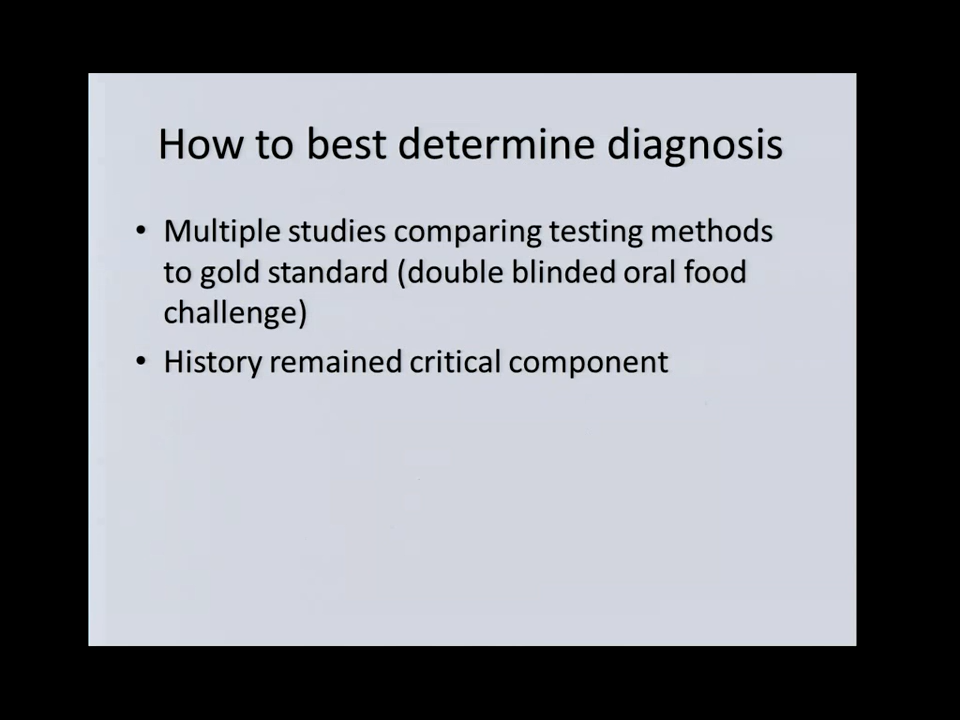 How to best determine diagnosis
• Multiple studies comparing testing methods
to gold standard (double blinded oral food
challenge)
• History remained critical component